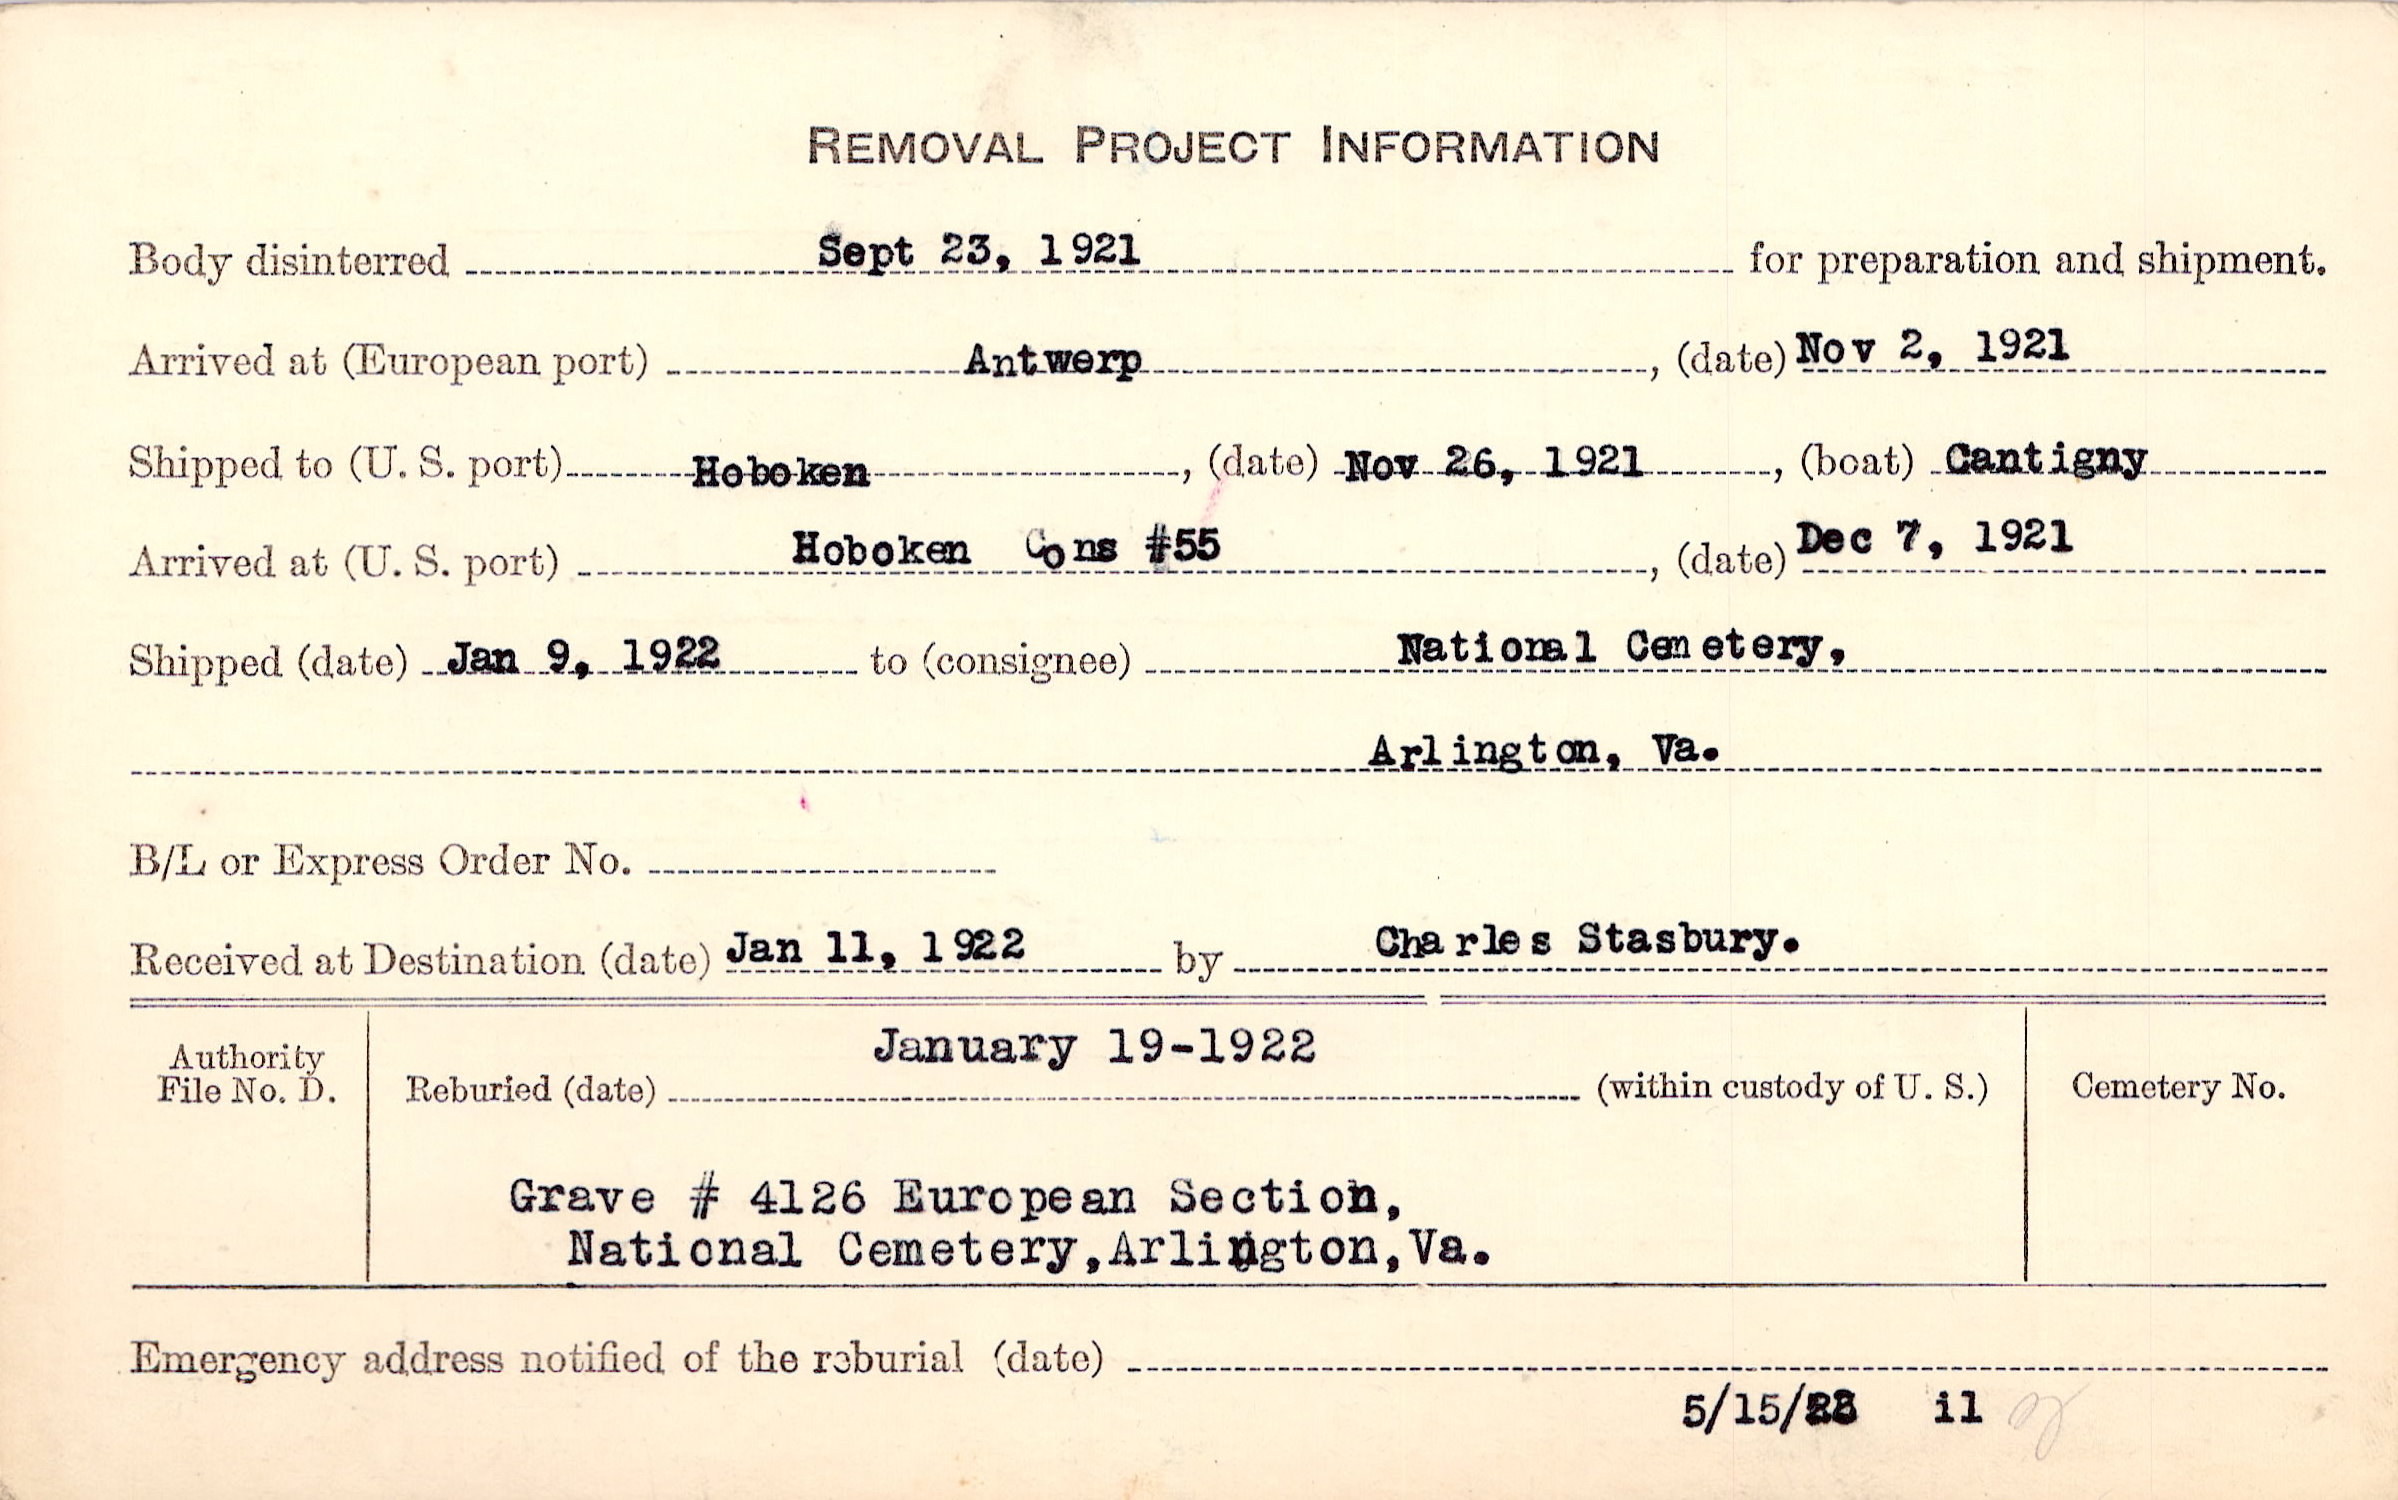 REMOVAL PROJECT INFORMATION
Body disinterred Sept 23, 1921 for preparation and shipment.
Arrived at (European port) Antwerp, (date) Nov 2, 1921
Shipped to (U. S. port) Hoboken, (date) Nov 26, 1921, (boat) Cantigny
Arrived at (U. S. port) Hoboken Cons #55, (date) Dec 7, 1921
Shipped (date) Jan 9, 1922 to (consignee) National Cemetery,
Arlington, Va.
B/L or Express Order No.
Received at Destination (date) Jan 11, 1922 by Charles Stasbury.
January 19-1922
Authority
File No. D. Reburied (date) (within custody of U. S.) Cemetery No.
Grave # 4126 European Section,
National Cemetery,Arlington,Va.
Emergency address notified of the reburial (date)
5/15/ il